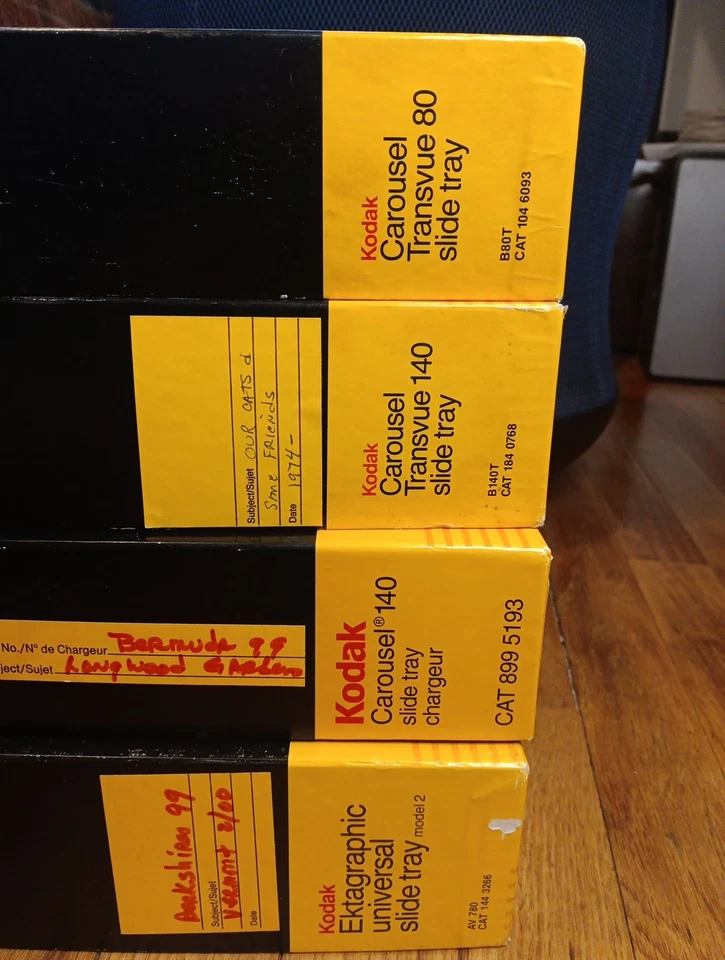 Kodak
Carousel
Transvue 80
slide tray
B80T
CAT 104 6093
Subject/Sujet OUR CATS &
Some FRIENDS
Date 1974-
Kodak
Carousel
Transvue 140
slide tray
B140T
CAT 184 0768
No./N° de Chargeur BERMUDA 99
ject/Sujet Longwood GARDENS
Kodak
Carousel® 140
slide tray
chargeur
CAT 899 5193
Berkshires 99
Subject/Sujet
Vermont 2/00
Date
Kodak
Ektagraphic
universal
slide tray model 2
AV 780
CAT 144 3266